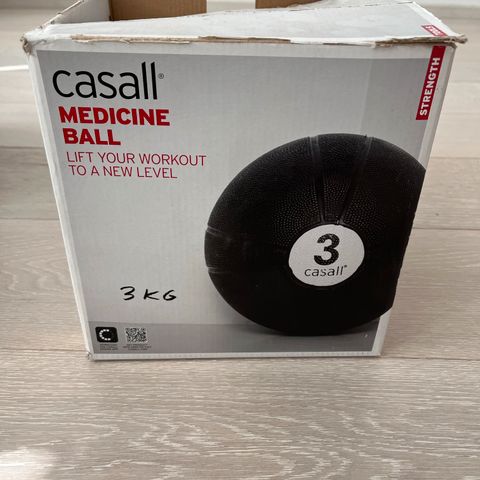 casall®
MEDICINE
BALL
LIFT YOUR WORKOUT
TO A NEW LEVEL
STRENGTH
3
casall®
3 KG